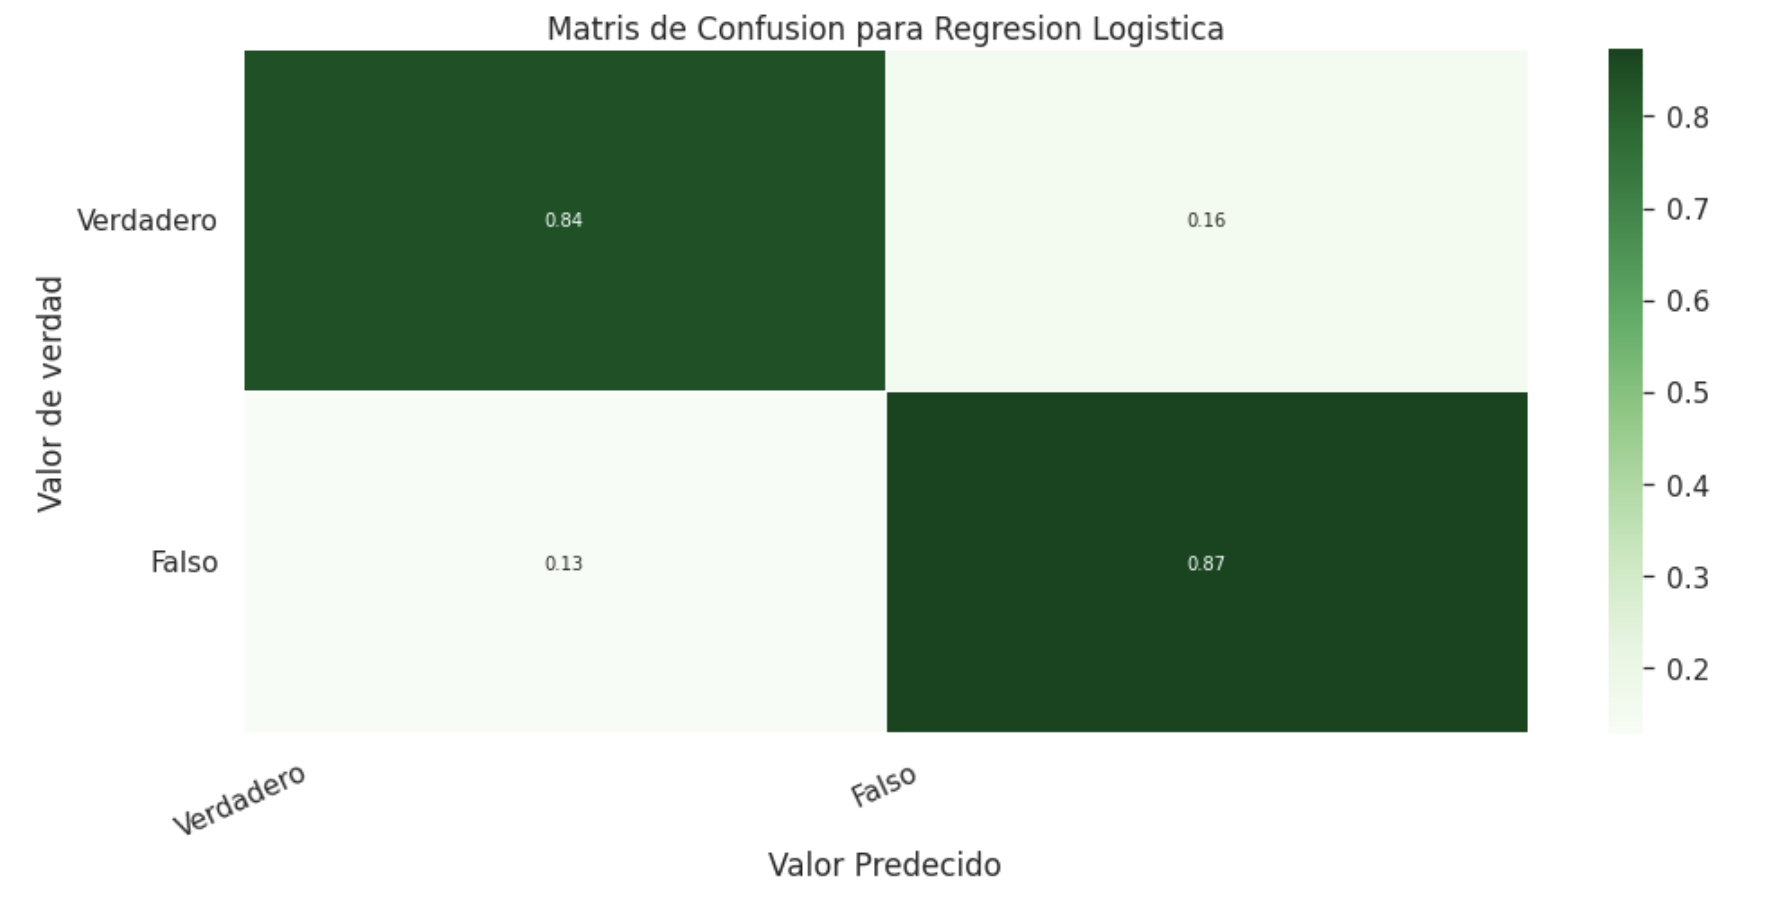 Matris de Confusion para Regresion Logistica
Valor de verdad
Verdadero
0.84
0.16
Falso
0.13
0.87
Verdadero
Falso
Valor Predecido
0.8
0.7
0.6
0.5
0.4
0.3
0.2